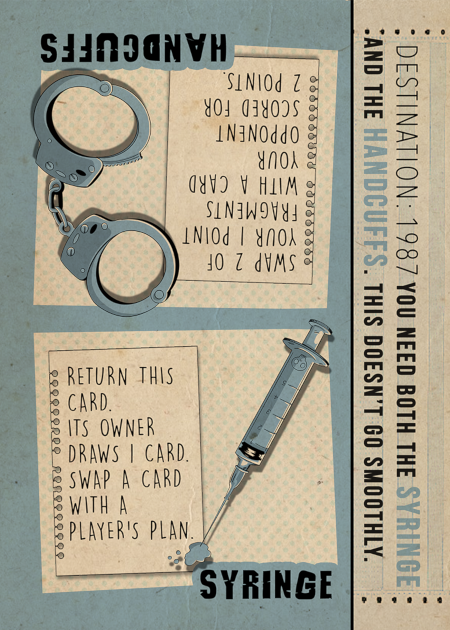 HANDCUFFS
SWAP 2 OF
YOUR 1 POINT
FRAGMENTS
WITH A CARD
YOUR
OPPONENT
SCORED FOR
2 POINTS.
RETURN THIS
CARD.
ITS OWNER
DRAWS 1 CARD.
SWAP A CARD
WITH A
PLAYER'S PLAN.
SYRINGE
DESTINATION: 1987 YOU NEED BOTH THE SYRINGE
AND THE HANDCUFFS. THIS DOESN'T GO SMOOTHLY.